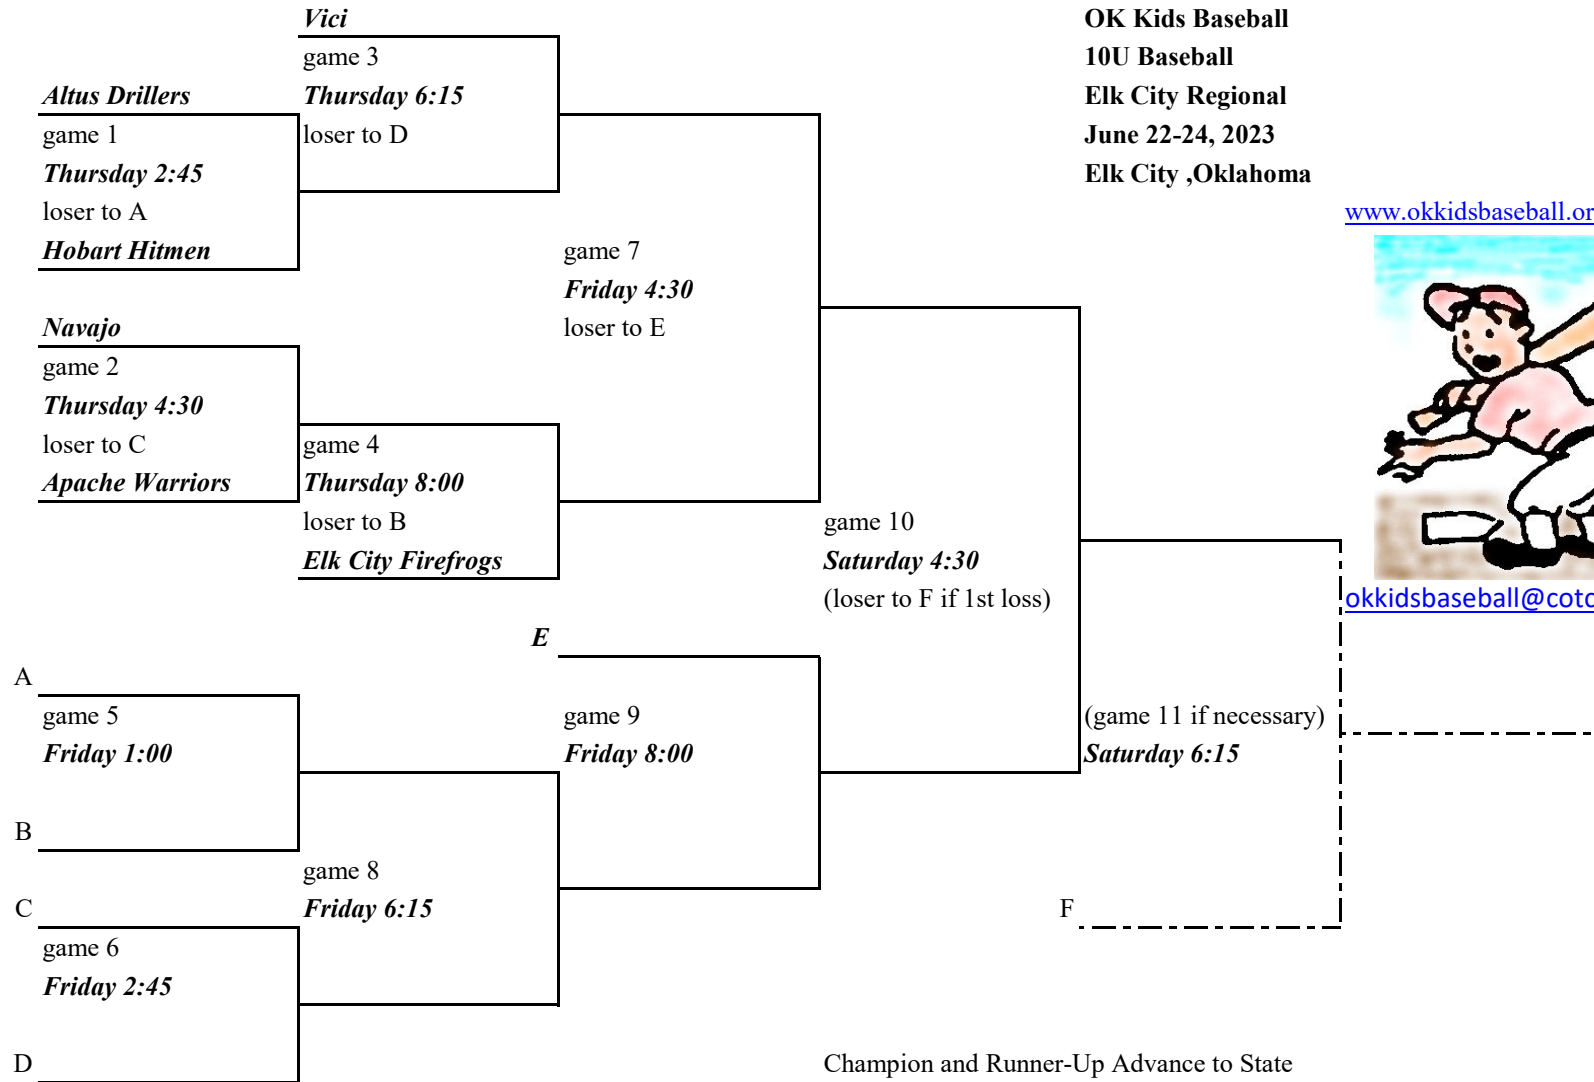 Vici
OK Kids Baseball
game 3
10U Baseball
Altus Drillers
Thursday 6:15
Elk City Regional
game 1
loser to D
June 22-24, 2023
Thursday 2:45
Elk City ,Oklahoma
loser to A
www.okkidsbaseball.or
Hobart Hitmen
game 7
Friday 4:30
Navajo
loser to E
game 2
Thursday 4:30
loser to C
game 4
Apache Warriors
Thursday 8:00
loser to B
game 10
Elk City Firefrogs
Saturday 4:30
(loser to F if 1st loss)
okkidsbaseball@cotc
E
A
game 5
game 9
(game 11 if necessary)
Friday 1:00
Friday 8:00
Saturday 6:15
B
game 8
C
Friday 6:15
F
game 6
Friday 2:45
D
Champion and Runner-Up Advance to State